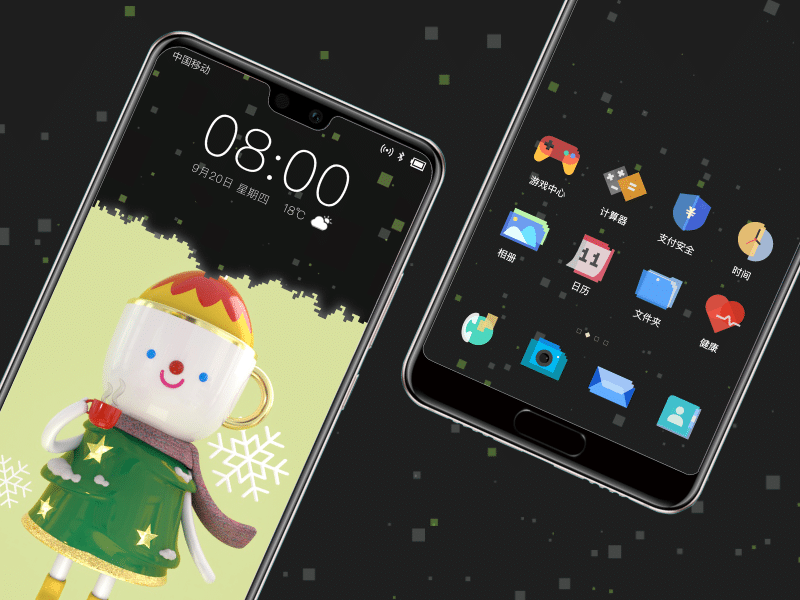 中国移动
08:00
9月20日 星期四 18℃
游戏中心
计算器
支付安全
时间
相册
11
日历
文件夹
健康